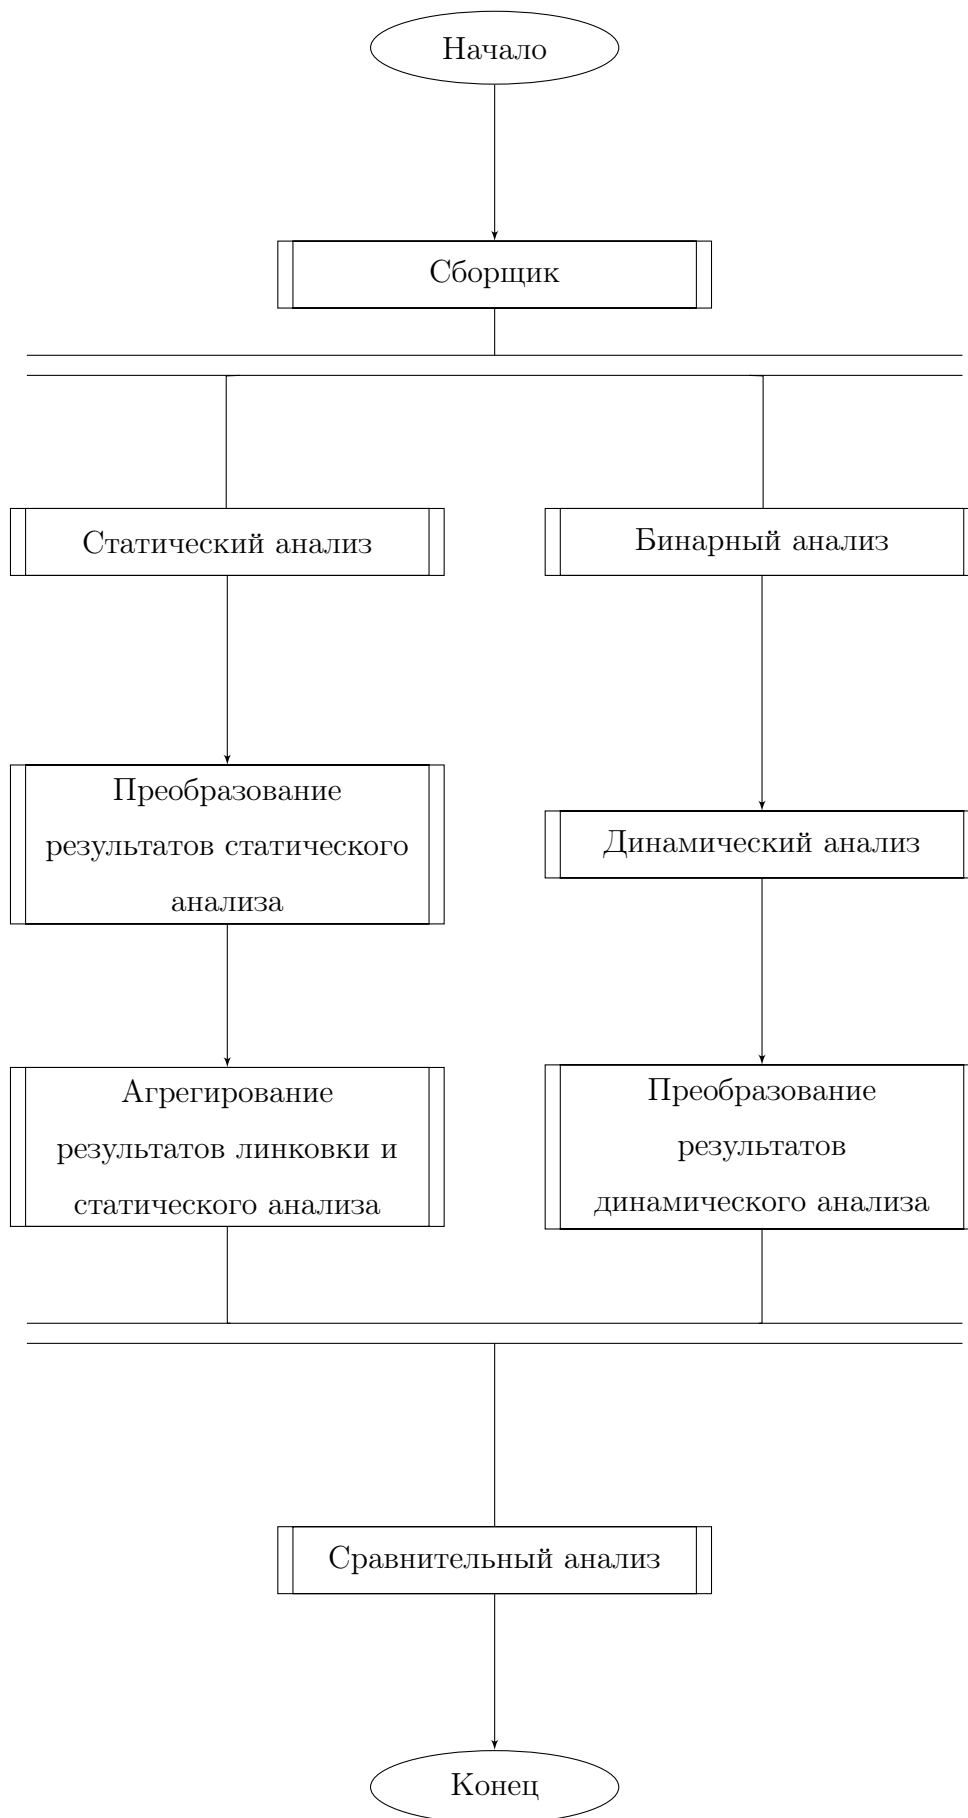 Начало
Сборщик
Статический анализ
Бинарный анализ
Преобразование
результатов статического
анализа
Динамический анализ
Агрегирование
результатов линковки и
статического анализа
Преобразование
результатов
динамического анализа
Сравнительный анализ
Конец